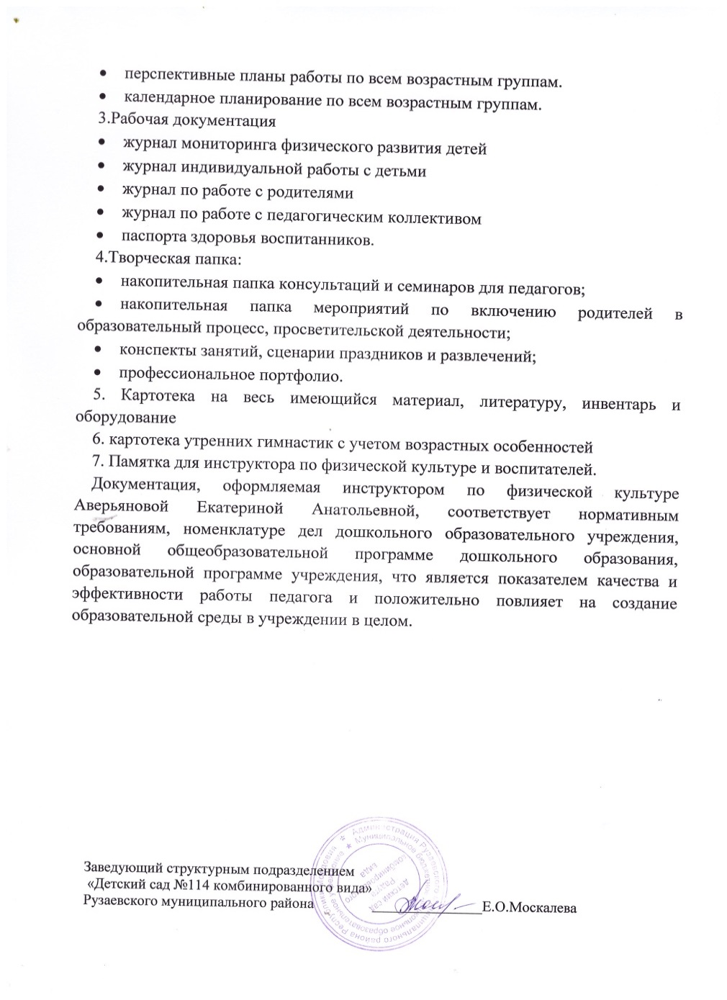 • перспективные планы работы по всем возрастным группам.
• календарное планирование по всем возрастным группам.
3.Рабочая документация
• журнал мониторинга физического развития детей
• журнал индивидуальной работы с детьми
• журнал по работе с родителями
• журнал по работе с педагогическим коллективом
• паспорта здоровья воспитанников.
4.Творческая папка:
• накопительная папка консультаций и семинаров для педагогов;
• накопительная папка мероприятий по включению родителей в
образовательный процесс, просветительской деятельности;
• конспекты занятий, сценарии праздников и развлечений;
• профессиональное портфолио.
5. Картотека на весь имеющийся материал, литературу, инвентарь и
оборудование
6. картотека утренних гимнастик с учетом возрастных особенностей
7. Памятка для инструктора по физической культуре и воспитателей.
Документация, оформляемая инструктором по физической культуре
Аверьяновой Екатериной Анатольевной, соответствует нормативным
требованиям, номенклатуре дел дошкольного образовательного учреждения,
основной общеобразовательной программе дошкольного образования,
образовательной программе учреждения, что является показателем качества и
эффективности работы педагога и положительно повлияет на создание
образовательной среды в учреждении в целом.
Заведующий структурным подразделением
«Детский сад №114 комбинированного вида»
Рузаевского муниципального района Е.О.Москалева
Детский сад
Радуга
комбинированного
вида